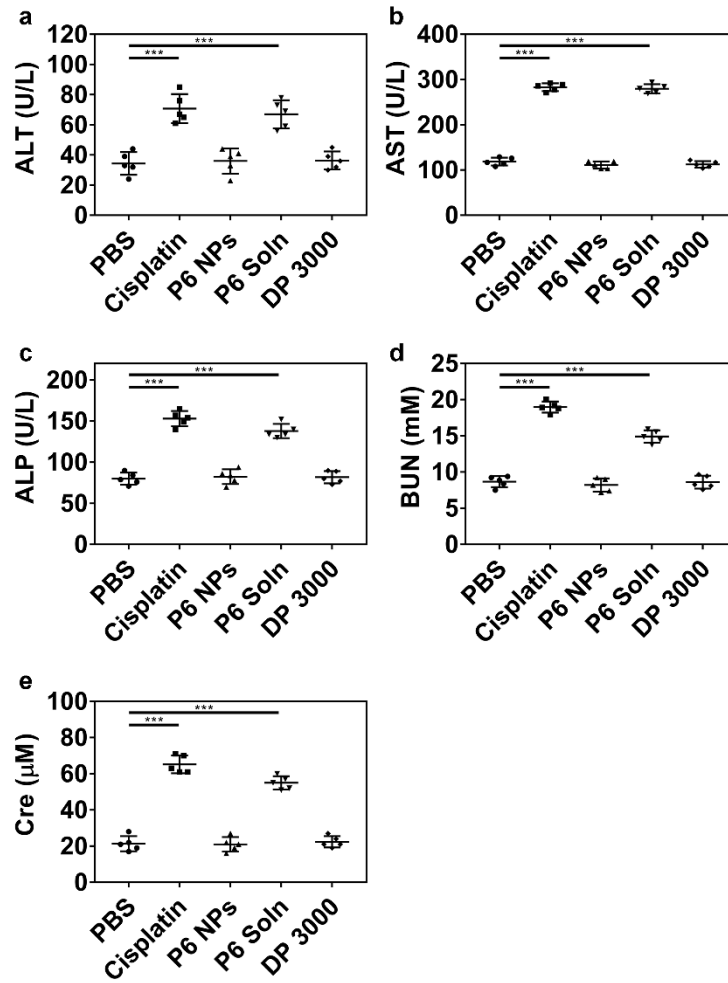 a
ALT (U/L)
120
100
80
60
40
20
0
***
***
PBS
Cisplatin
P6 NPs
P6 Soln
DP 3000
b
AST (U/L)
400
300
200
100
0
***
***
PBS
Cisplatin
P6 NPs
P6 Soln
DP 3000
c
ALP (U/L)
200
150
100
50
0
***
***
PBS
Cisplatin
P6 NPs
P6 Soln
DP 3000
d
BUN (mM)
25
20
15
10
5
0
***
***
PBS
Cisplatin
P6 NPs
P6 Soln
DP 3000
e
Cre (μM)
100
80
60
40
20
0
***
***
PBS
Cisplatin
P6 NPs
P6 Soln
DP 3000